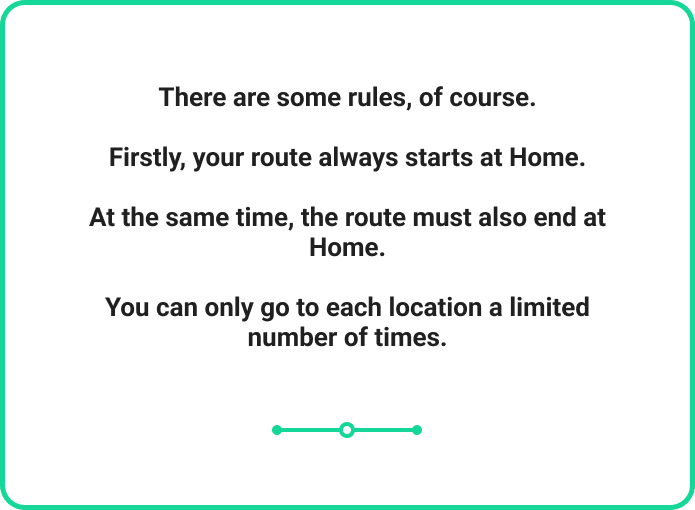 There are some rules, of course.
Firstly, your route always starts at Home.
At the same time, the route must also end at
Home.
You can only go to each location a limited
number of times.